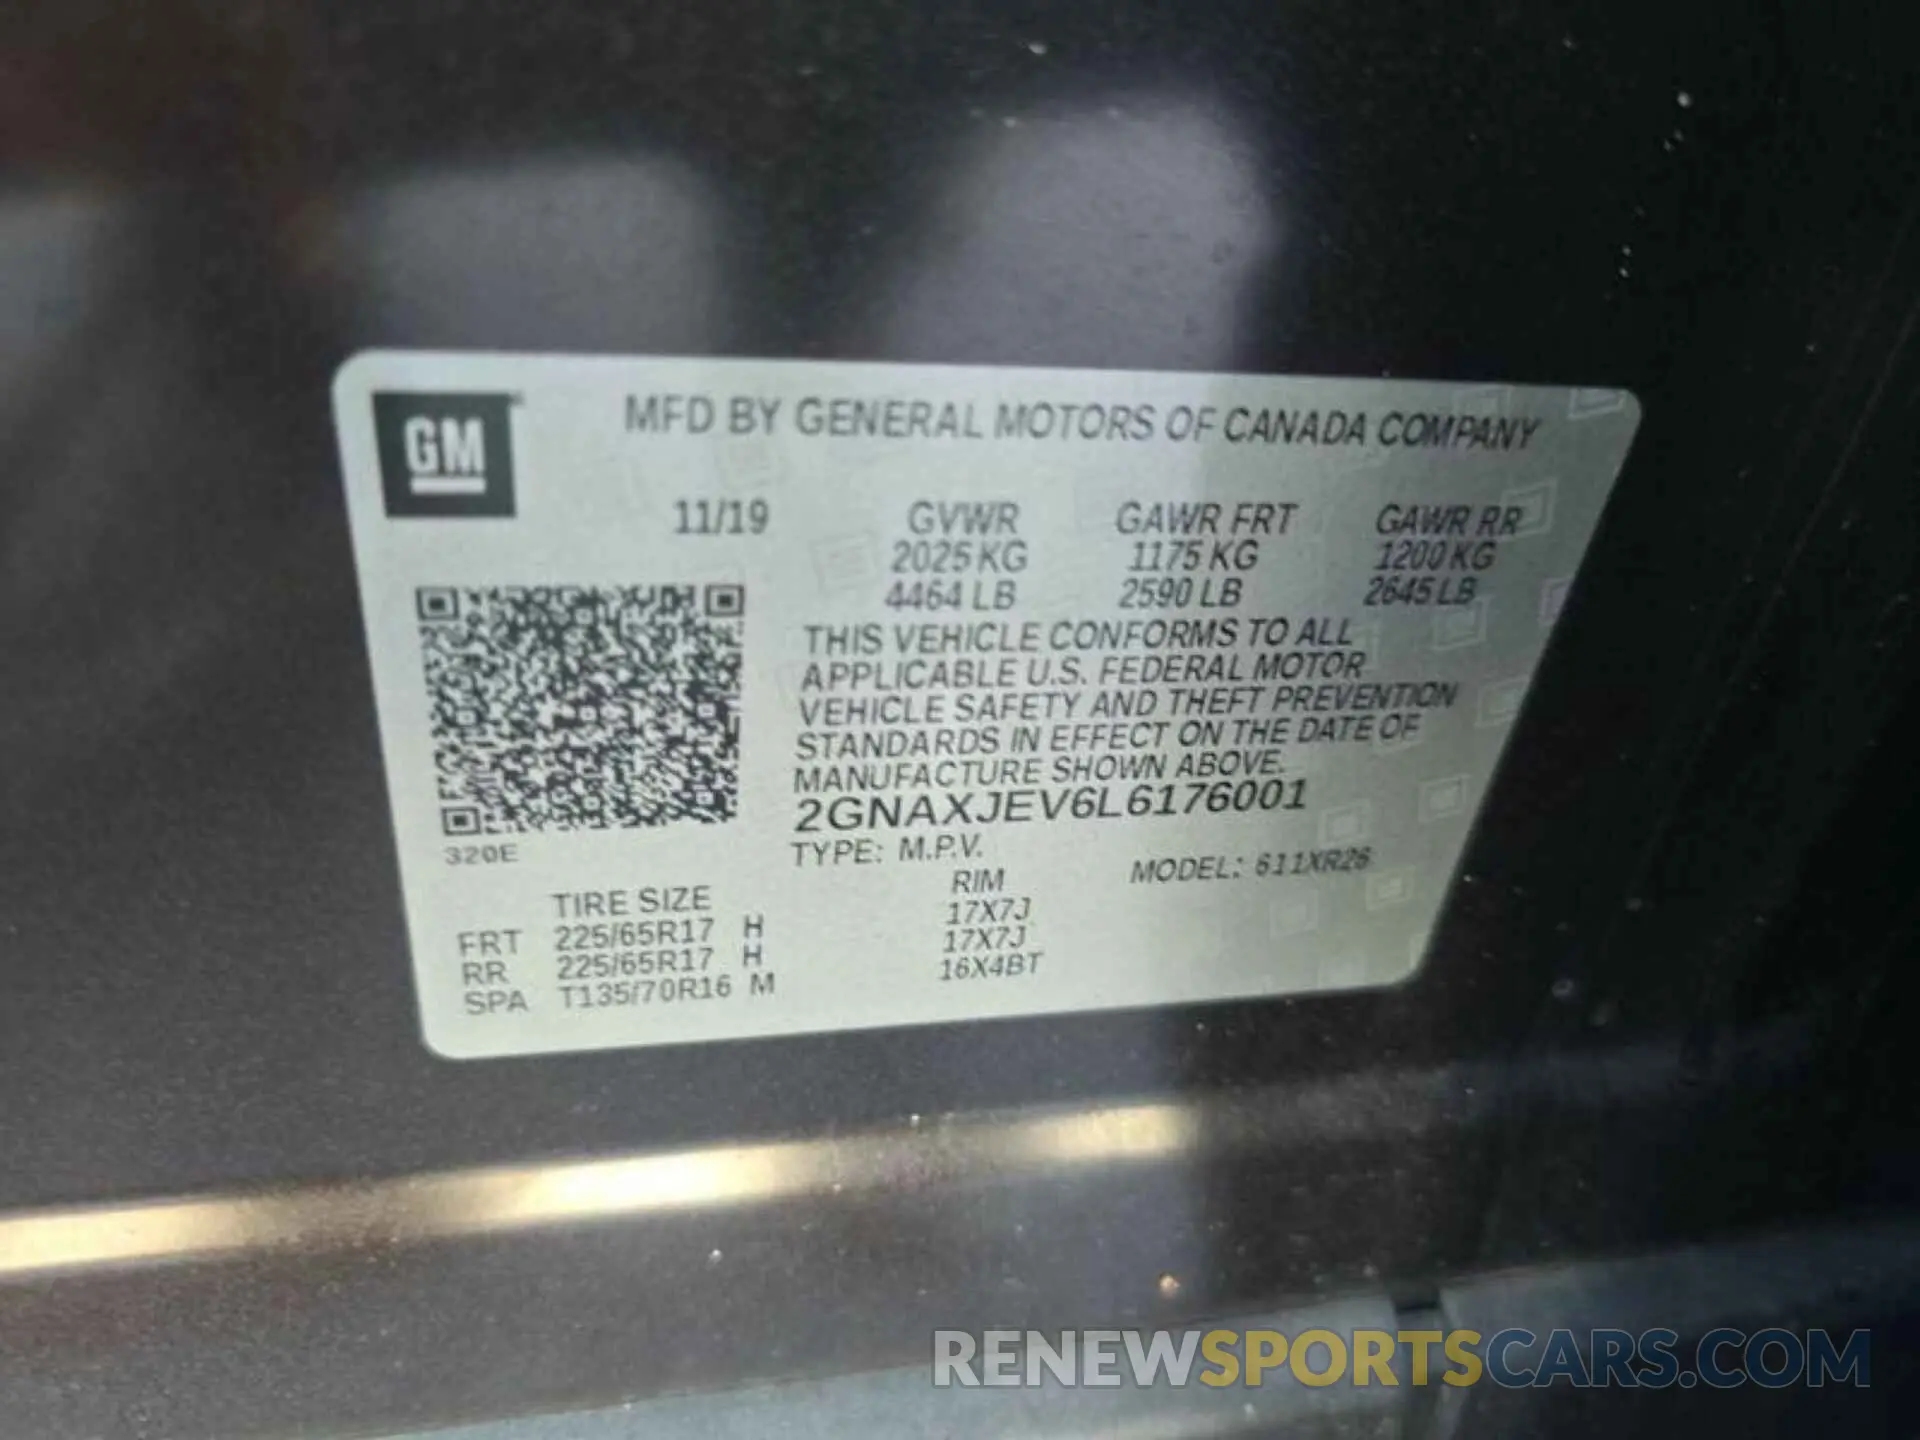 GM
MFD BY GENERAL MOTORS OF CANADA COMPANY
11/19 GVWR GAWR FRT GAWR RR
2025 KG 1175 KG 1200 KG
4464 LB 2590 LB 2645 LB
THIS VEHICLE CONFORMS TO ALL
APPLICABLE U.S. FEDERAL MOTOR
VEHICLE SAFETY AND THEFT PREVENTION
STANDARDS IN EFFECT ON THE DATE OF
MANUFACTURE SHOWN ABOVE.
2GNAXJEV6L6176001
320E
TYPE: M.P.V. MODEL: 611XR26
TIRE SIZE RIM
FRT 225/65R17 H 17X7J
RR 225/65R17 H 17X7J
SPA T135/70R16 M 16X4BT
RENEWSPORTSCARS.COM